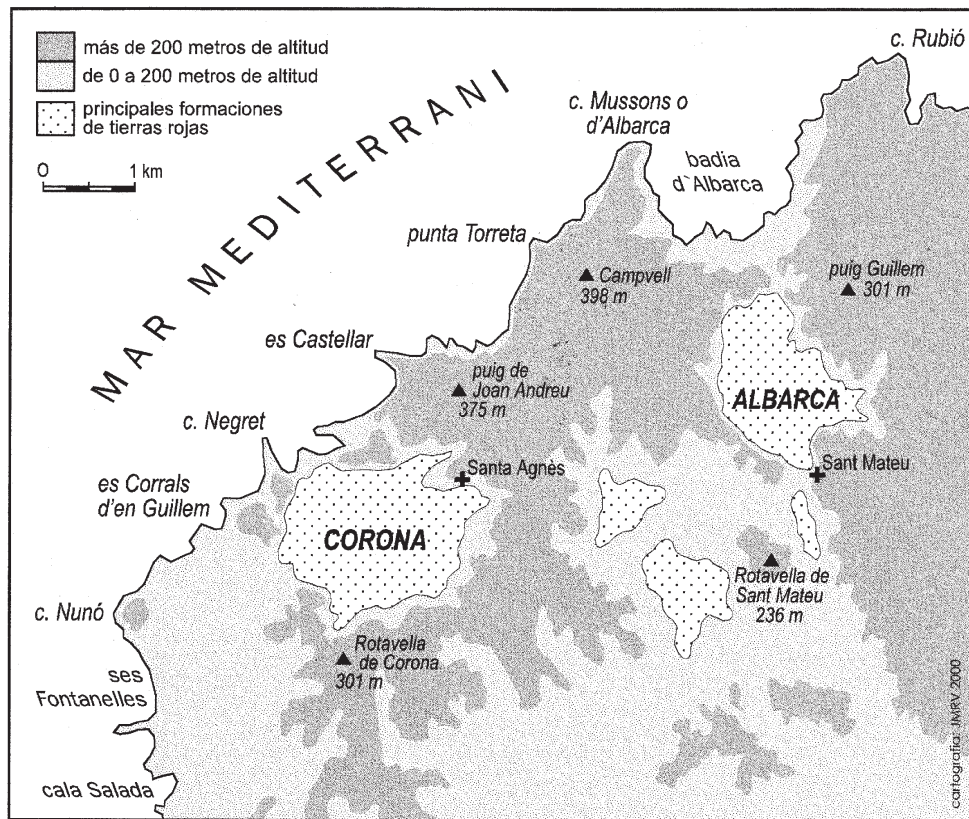 más de 200 metros de altitud
de 0 a 200 metros de altitud
principales formaciones
de tierras rojas
0 1 km
MAR MEDITERRANI
c. Rubió
c. Mussons o
d'Albarca
badia
d`Albarca
punta Torreta
Campvell
398 m
puig Guillem
301 m
es Castellar
puig de
Joan Andreu
375 m
ALBARCA
c. Negret
Santa Agnès
Sant Mateu
es Corrals
d'en Guillem
CORONA
Rotavella de
Sant Mateu
236 m
c. Nunó
Rotavella
de Corona
301 m
ses
Fontanelles
cala Salada
cartografia: JMRV 2000